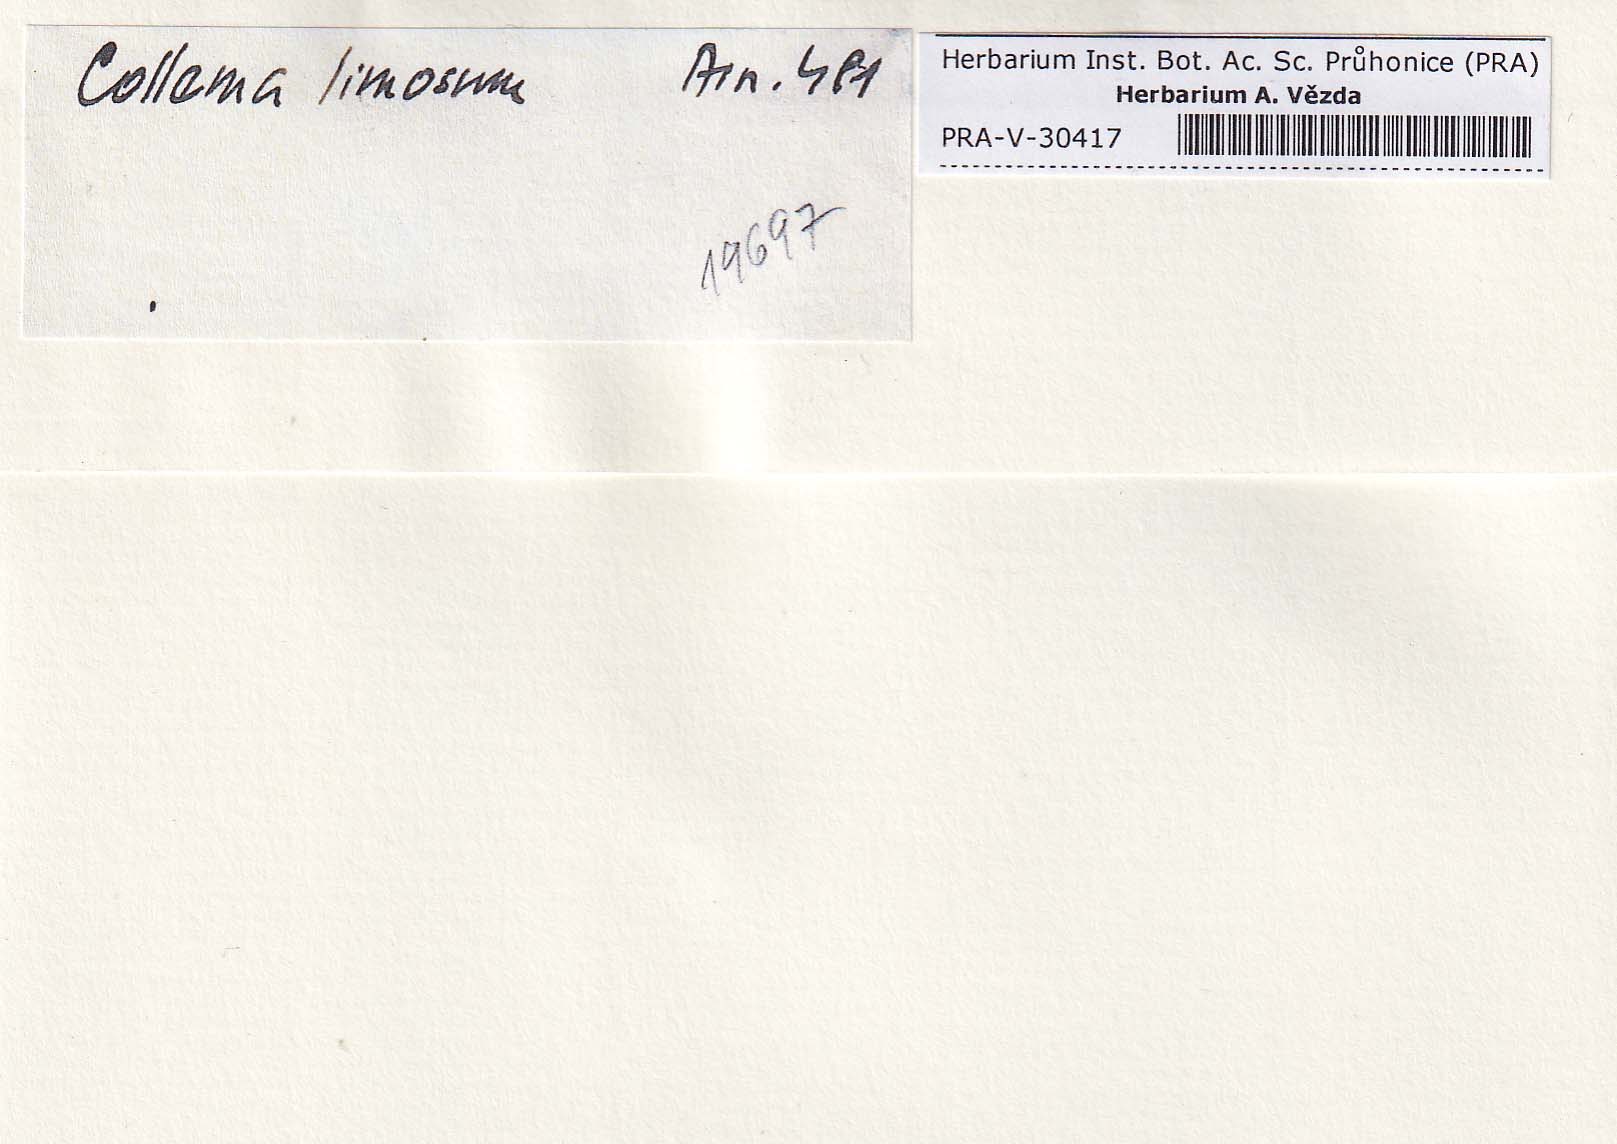 Collema limosum Arn. 481
19697
Herbarium Inst. Bot. Ac. Sc. Průhonice (PRA)
Herbarium A. Vězda
PRA-V-30417